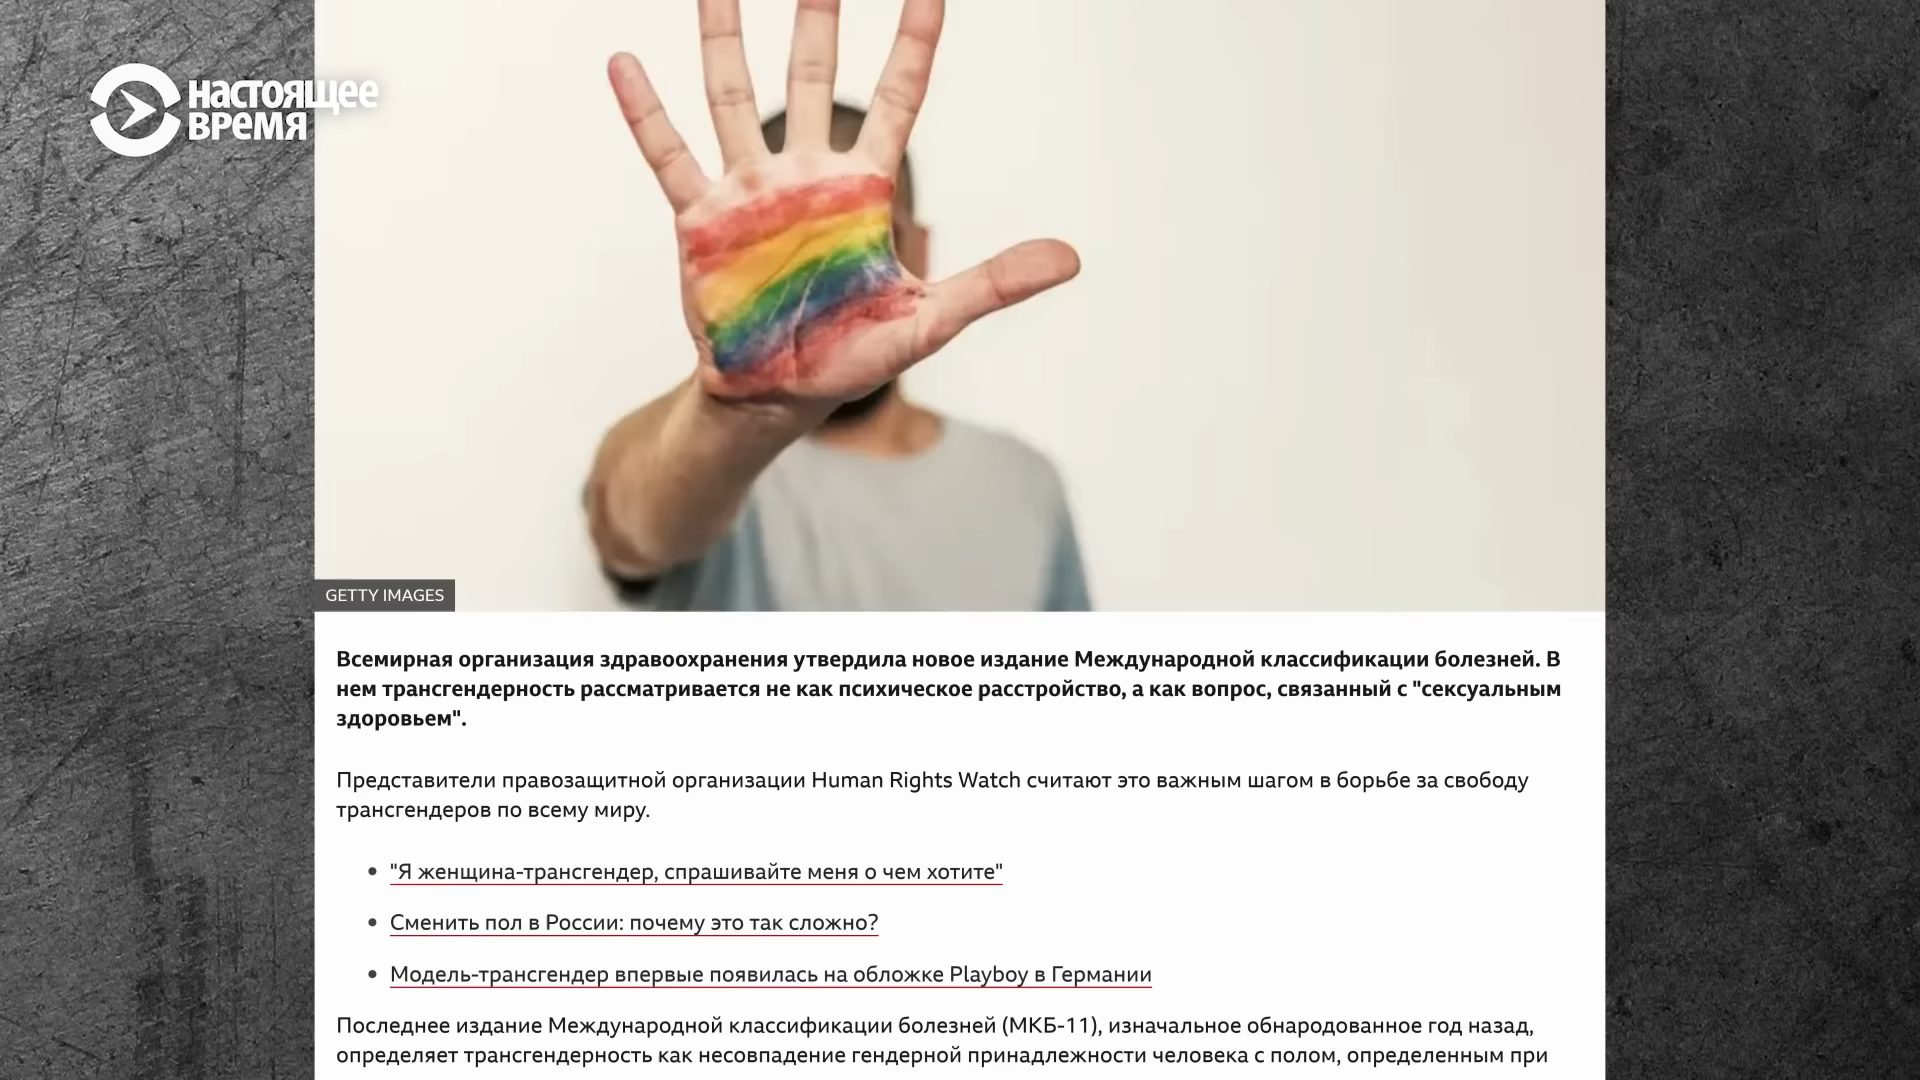 настоящее
время
GETTY IMAGES
Всемирная организация здравоохранения утвердила новое издание Международной классификации болезней. В
нем трансгендерность рассматривается не как психическое расстройство, а как вопрос, связанный с "сексуальным
здоровьем".
Представители правозащитной организации Human Rights Watch считают это важным шагом в борьбе за свободу
трансгендеров по всему миру.
• "Я женщина-трансгендер, спрашивайте меня о чем хотите"
• Сменить пол в России: почему это так сложно?
• Модель-трансгендер впервые появилась на обложке Playboy в Германии
Последнее издание Международной классификации болезней (МКБ-11), изначальное обнародованное год назад,
определяет трансгендерность как несовпадение гендерной принадлежности человека с полом, определенным при